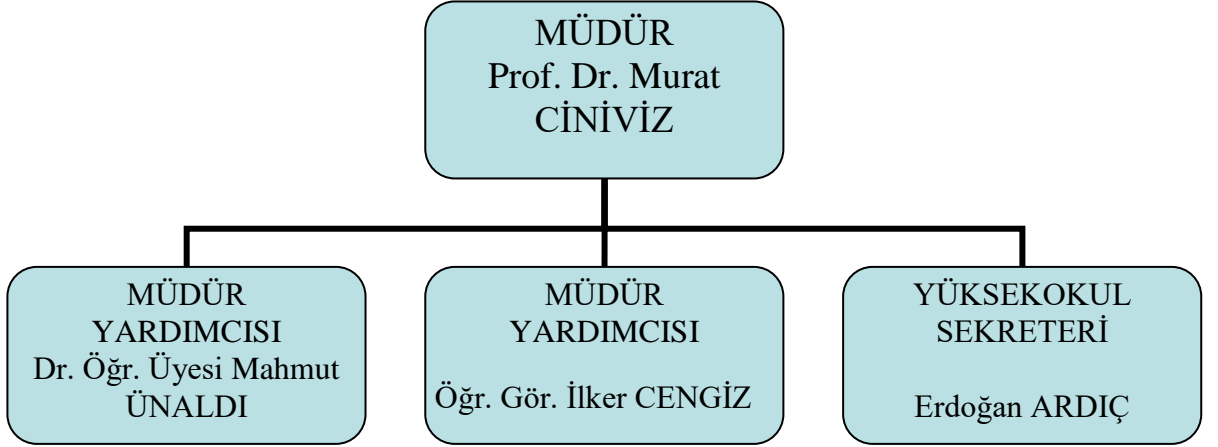 MÜDÜR
Prof. Dr. Murat
CİNİVİZ
MÜDÜR
YARDIMCISI
Dr. Öğr. Üyesi Mahmut
ÜNALDI
MÜDÜR
YARDIMCISI
Öğr. Gör. İlker CENGİZ
YÜKSEKOKUL
SEKRETERİ
Erdoğan ARDIÇ